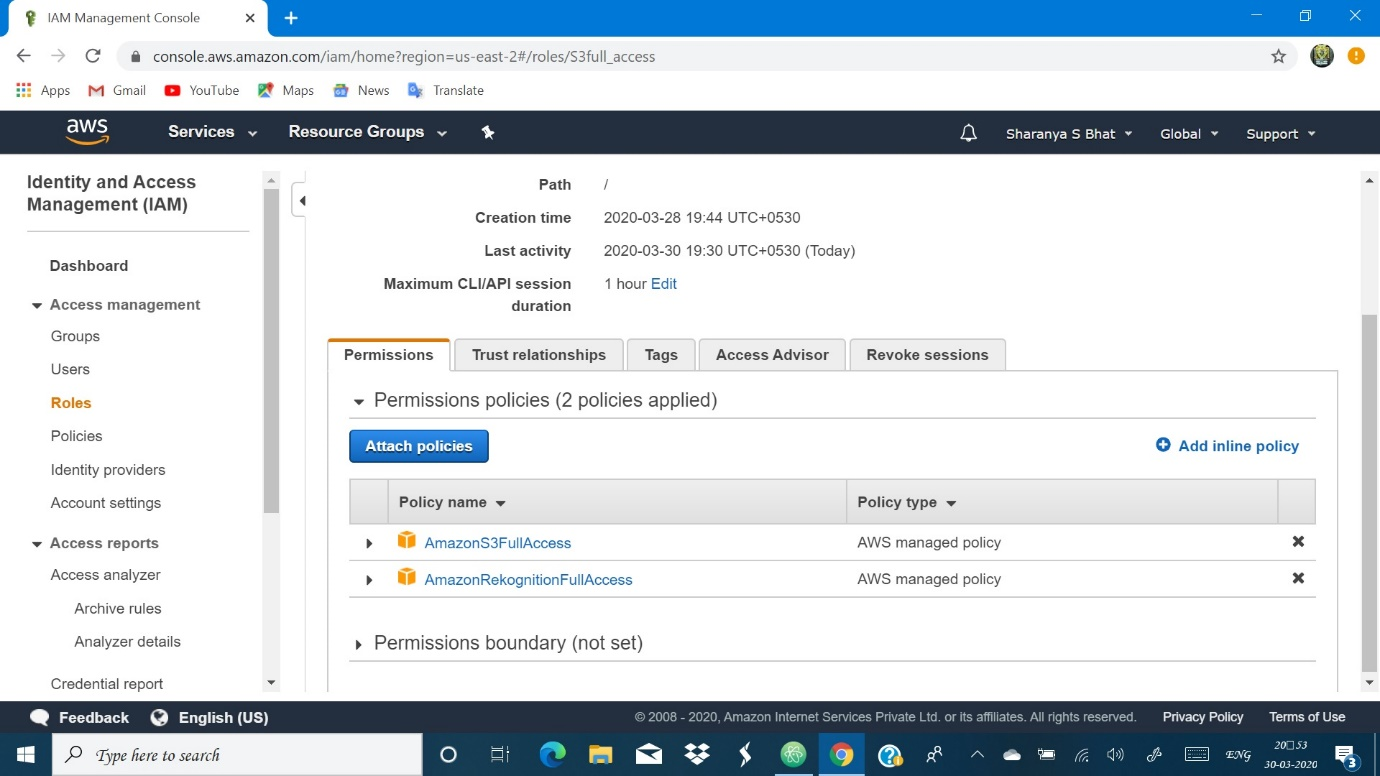 IAM Management Console
console.aws.amazon.com/iam/home?region=us-east-2#/roles/S3full_access
Apps Gmail YouTube Maps News Translate
aws Services Resource Groups Sharanya S Bhat Global Support
Identity and Access
Management (IAM)
Dashboard
Access management
Groups
Users
Roles
Policies
Identity providers
Account settings
Access reports
Access analyzer
Archive rules
Analyzer details
Credential report
Path /
Creation time 2020-03-28 19:44 UTC+0530
Last activity 2020-03-30 19:30 UTC+0530 (Today)
Maximum CLI/API session 1 hour Edit
duration
Permissions Trust relationships Tags Access Advisor Revoke sessions
Permissions policies (2 policies applied)
Attach policies Add inline policy
Policy name Policy type
AmazonS3FullAccess AWS managed policy
AmazonRekognitionFullAccess AWS managed policy
Permissions boundary (not set)
Feedback English (US) © 2008 - 2020, Amazon Internet Services Private Ltd. or its affiliates. All rights reserved. Privacy Policy Terms of Use
Type here to search ENG 20□53
30-03-2020 3